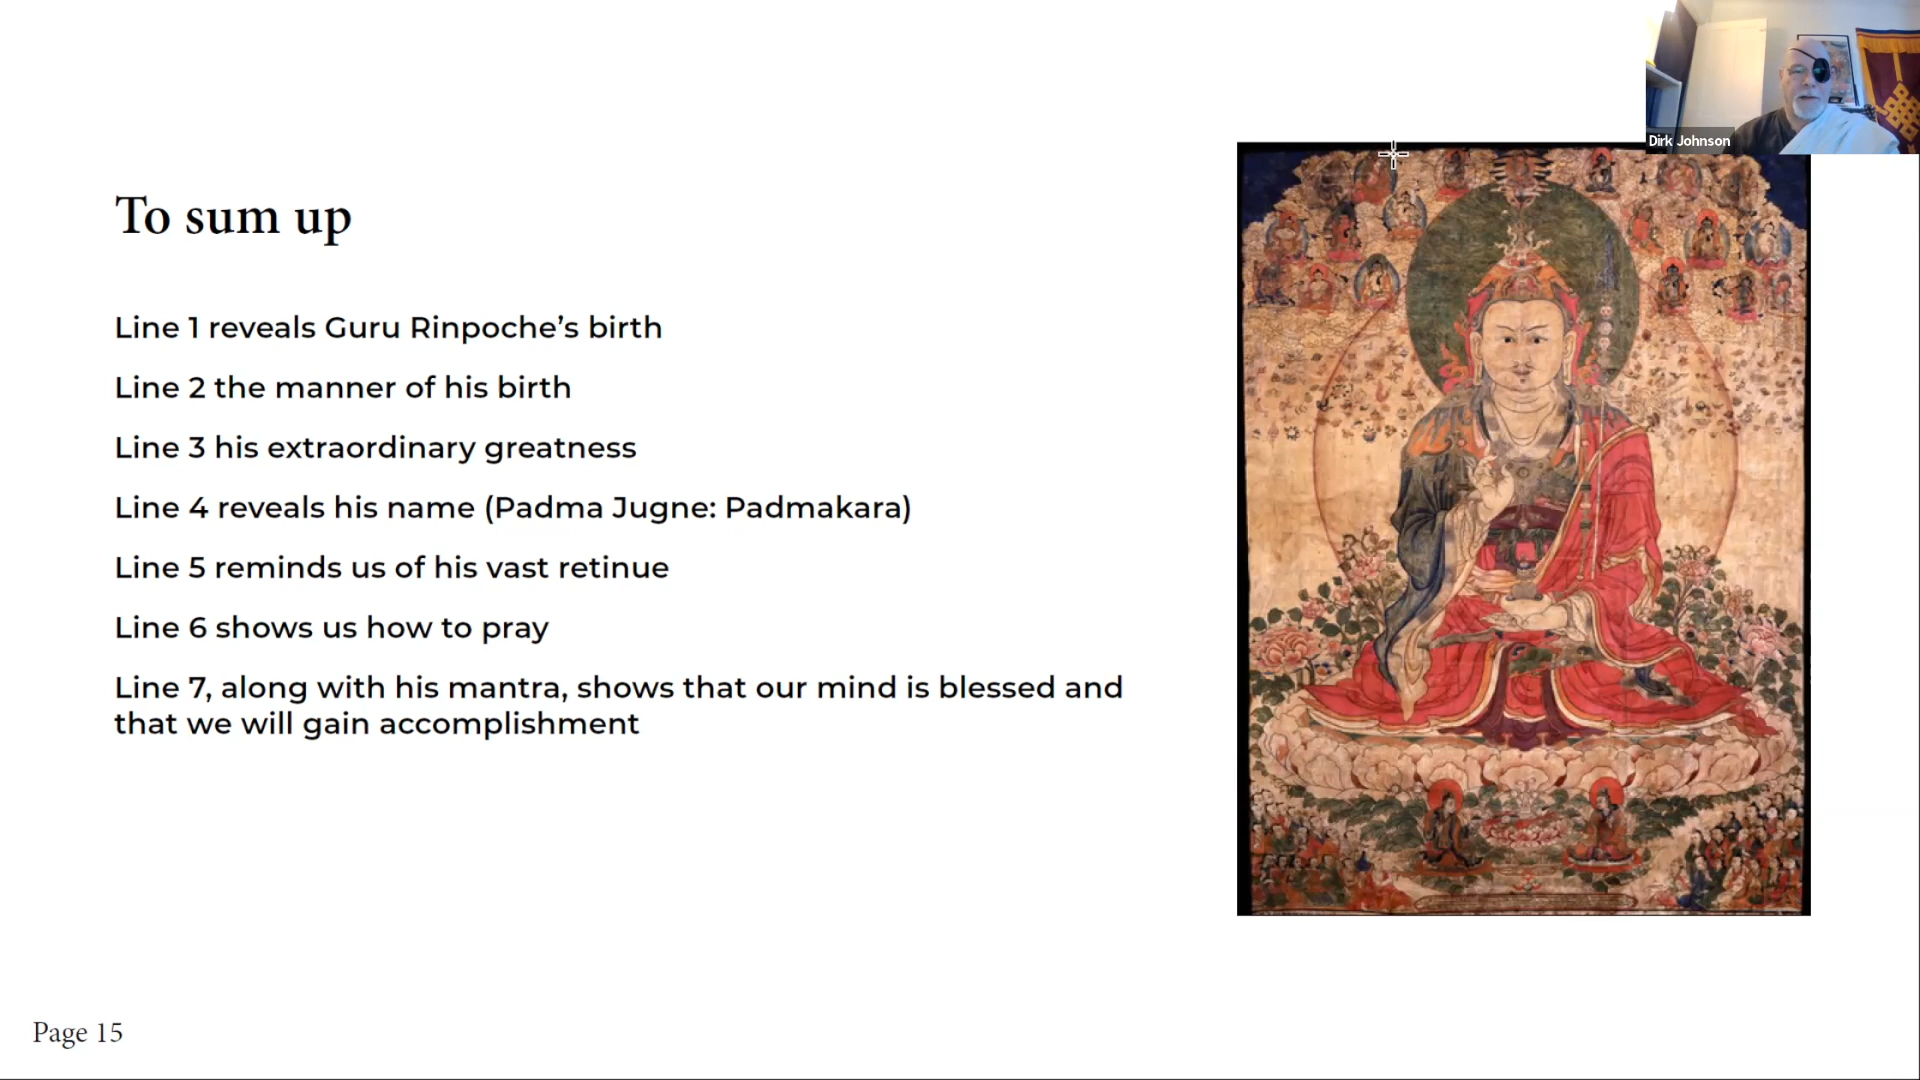 Dirk Johnson
To sum up
Line 1 reveals Guru Rinpoche’s birth
Line 2 the manner of his birth
Line 3 his extraordinary greatness
Line 4 reveals his name (Padma Jugne: Padmakara)
Line 5 reminds us of his vast retinue
Line 6 shows us how to pray
Line 7, along with his mantra, shows that our mind is blessed and
that we will gain accomplishment
Page 15